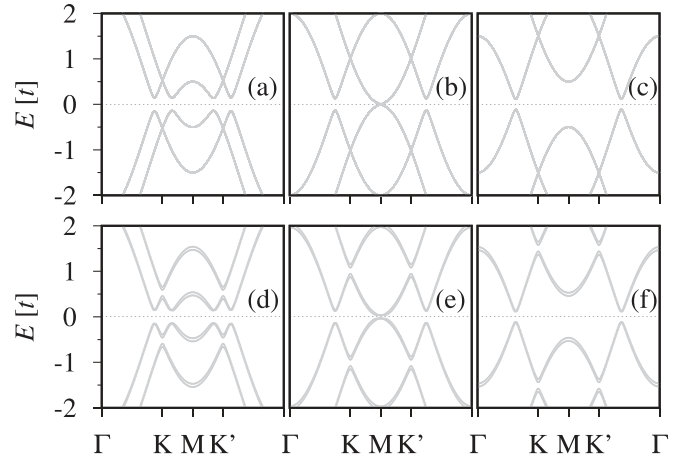 2
1
0
-1
-2
E [t]
(a)
(b)
(c)
2
1
0
-1
-2
E [t]
(d)
(e)
(f)
Γ K M K’ Γ K M K’ Γ K M K’ Γ